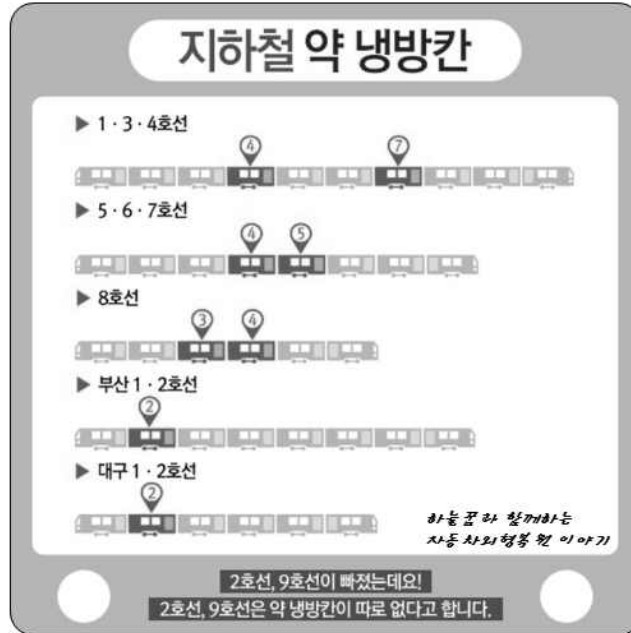 지하철 약 냉방칸
▶ 1·3·4호선
④ ⑦
▶ 5·6·7호선
④ ⑤
▶ 8호선
③ ④
▶ 부산 1·2호선
②
▶ 대구 1·2호선
②
하늘꿈과 함께하는
자동차외형복원 이야기
2호선, 9호선이 빠졌는데요!
2호선, 9호선은 약 냉방칸이 따로 없다고 합니다.